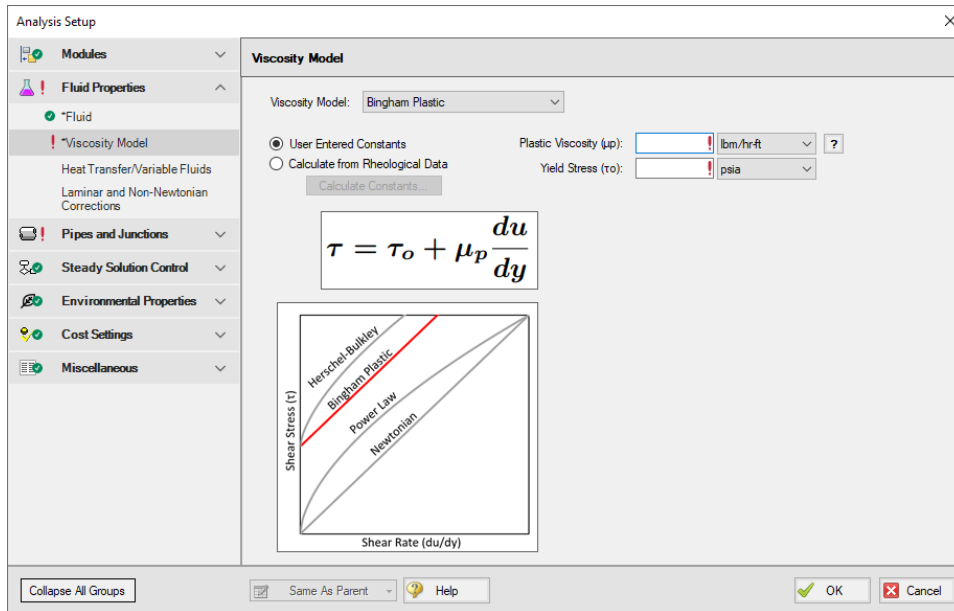 Analysis Setup
Modules
Fluid Properties
*Fluid
*Viscosity Model
Heat Transfer/Variable Fluids
Laminar and Non-Newtonian
Corrections
Pipes and Junctions
Steady Solution Control
Environmental Properties
Cost Settings
Miscellaneous
Collapse All Groups
Viscosity Model
Viscosity Model: Bingham Plastic
User Entered Constants
Calculate from Rheological Data
Calculate Constants...
Plastic Viscosity (μp): lbm/hr-ft ?
Yield Stress (το): psia
τ = τₒ + μₚ du/dy
Herschel-Bulkley
Bingham Plastic
Power Law
Newtonian
Shear Stress (τ)
Shear Rate (du/dy)
Same As Parent
Help
OK
Cancel